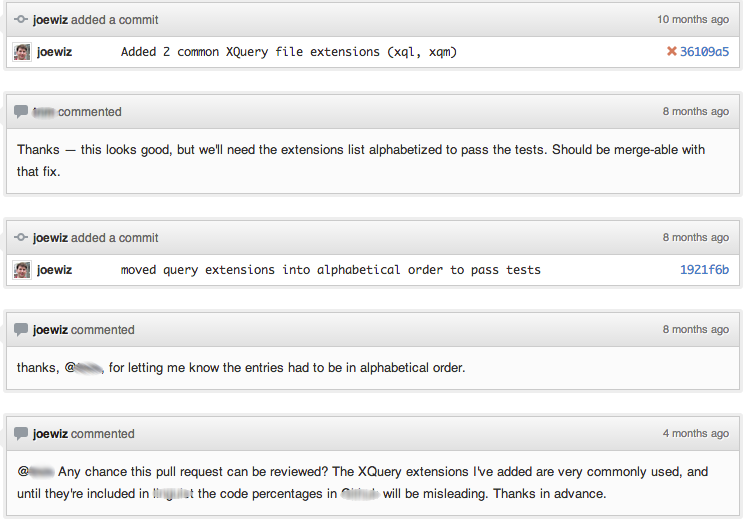 joewiz added a commit 10 months ago
joewiz Added 2 common XQuery file extensions (xql, xqm) 36109a5
commented 8 months ago
Thanks — this looks good, but we'll need the extensions list alphabetized to pass the tests. Should be merge-able with
that fix.
joewiz added a commit 8 months ago
joewiz moved query extensions into alphabetical order to pass tests 1921f6b
joewiz commented 8 months ago
thanks, @, for letting me know the entries had to be in alphabetical order.
joewiz commented 4 months ago
@ Any chance this pull request can be reviewed? The XQuery extensions I've added are very commonly used, and
until they're included in the code percentages in will be misleading. Thanks in advance.